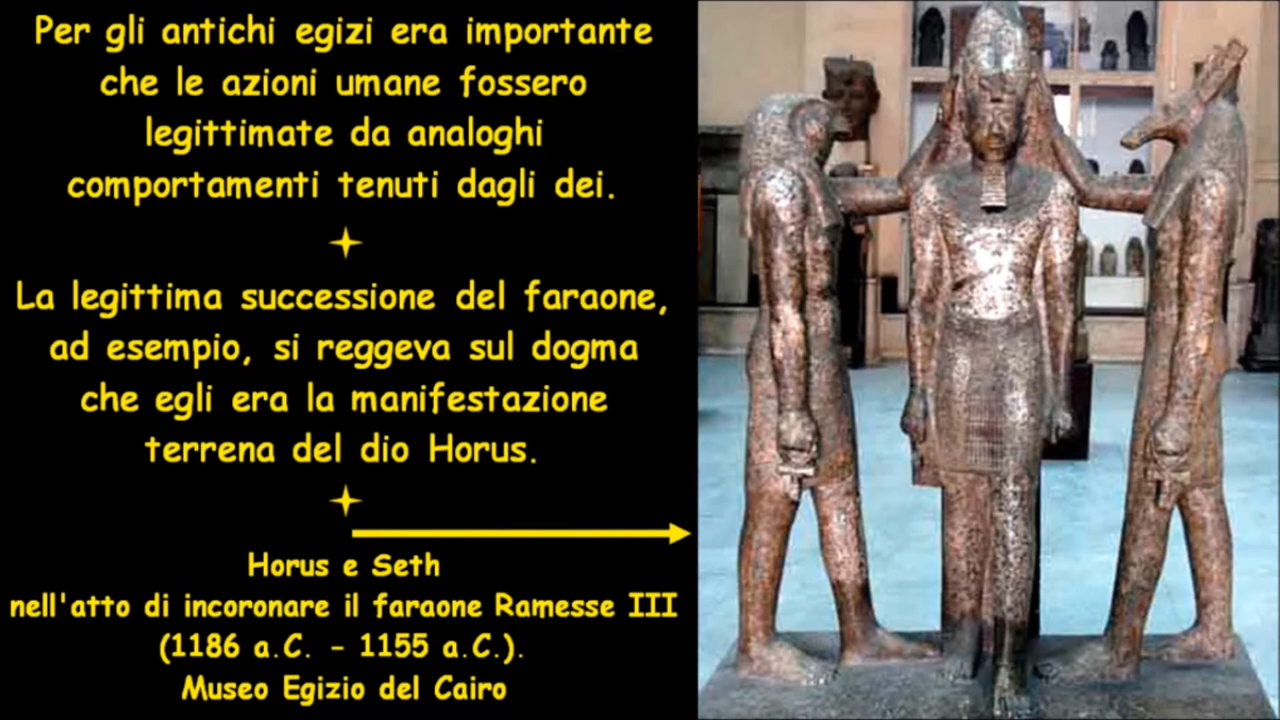 Per gli antichi egizi era importante
che le azioni umane fossero
legittimate da analoghi
comportamenti tenuti dagli dei.
La legittima successione del faraone,
ad esempio, si reggeva sul dogma
che egli era la manifestazione
terrena del dio Horus.
Horus e Seth
nell'atto di incoronare il faraone Ramesse III
(1186 a.C. - 1155 a.C.).
Museo Egizio del Cairo